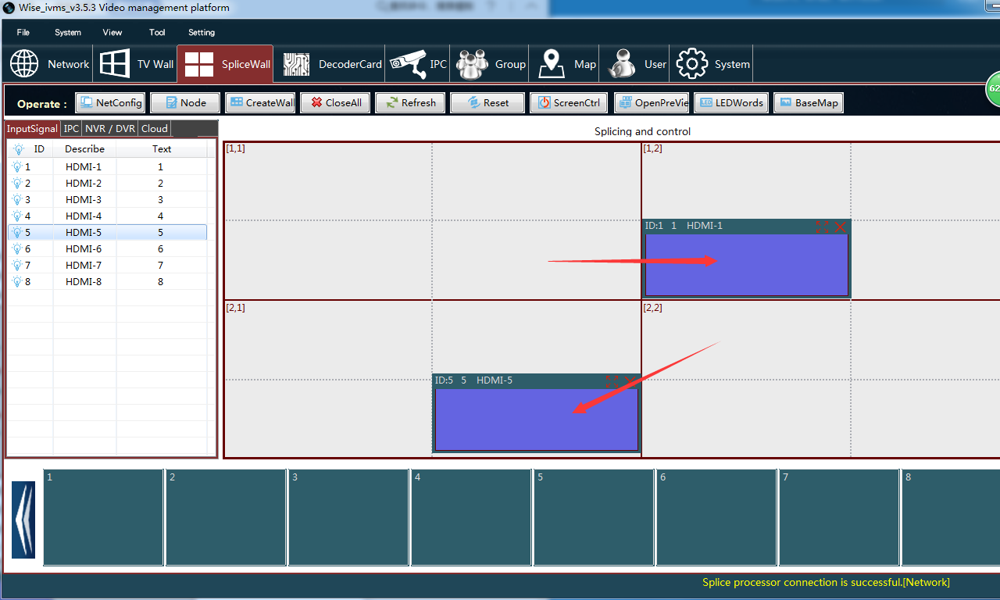 Wise_ivms_v3.5.3 Video management platform
File System View Tool Setting
Network TV Wall SpliceWall DecoderCard IPC Group Map User System
Operate : NetConfig Node CreateWall CloseAll Refresh Reset ScreenCtrl OpenPreVie LEDWords BaseMap
62
InputSignal IPC NVR / DVR Cloud
Splicing and control
ID Describe Text
1 HDMI-1 1
2 HDMI-2 2
3 HDMI-3 3
4 HDMI-4 4
5 HDMI-5 5
6 HDMI-6 6
7 HDMI-7 7
8 HDMI-8 8
[1,1] [1,2]
ID:1 1 HDMI-1
[2,1] [2,2]
ID:5 5 HDMI-5
1 2 3 4 5 6 7 8
Splice processor connection is successful.[Network]